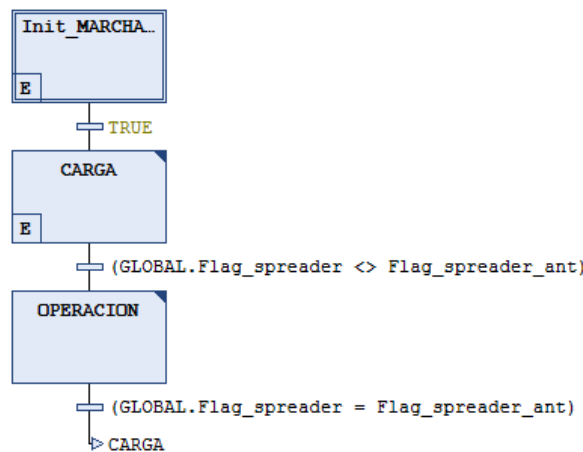 Init_MARCHA…
E
TRUE
CARGA
E
(GLOBAL.Flag_spreader <> Flag_spreader_ant)
OPERACION
(GLOBAL.Flag_spreader = Flag_spreader_ant)
CARGA